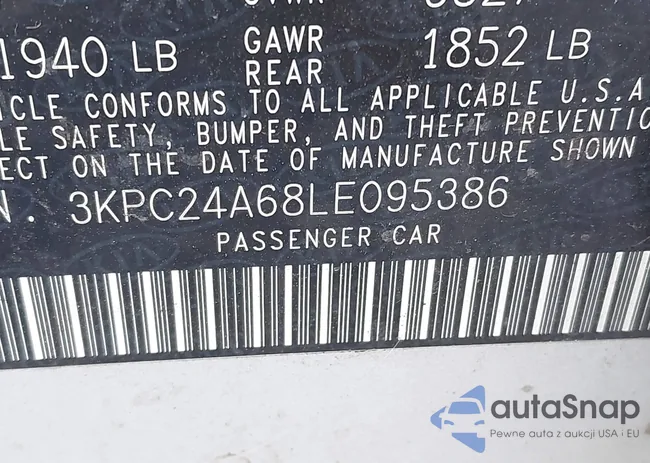 1940 LB GAWR REAR 1852 LB
CLE CONFORMS TO ALL APPLICABLE U.S.A
LE SAFETY, BUMPER, AND THEFT PREVENTIO
ECT ON THE DATE OF MANUFACTURE SHOWN
N. 3KPC24A68LE095386
PASSENGER CAR
autaSnap
Pewne auta z aukcji USA i EU